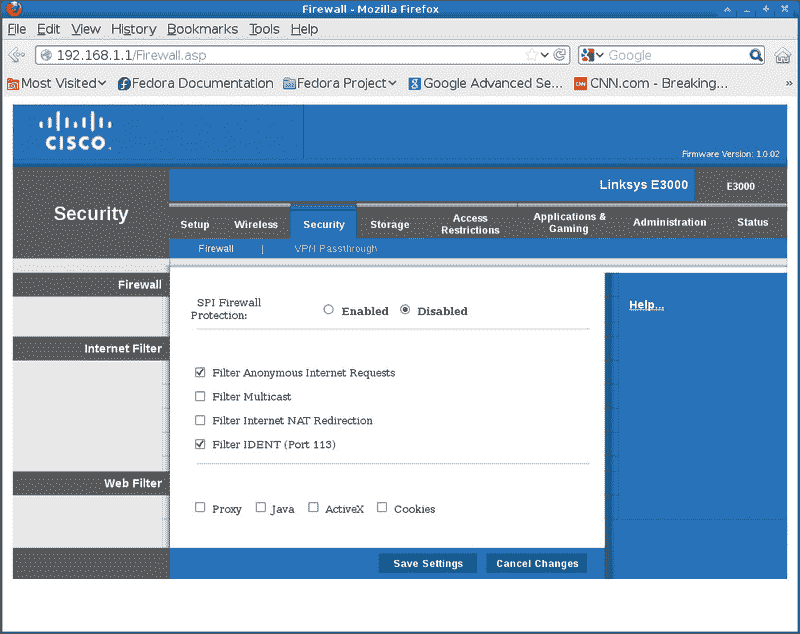 Firewall - Mozilla Firefox
File Edit View History Bookmarks Tools Help
192.168.1.1/Firewall.asp
Google
Most Visited
Fedora Documentation
Fedora Project
Google Advanced Se...
CNN.com - Breaking...
»
CISCO
Firmware Version: 1.0.02
Linksys E3000
E3000
Security
Setup
Wireless
Security
Storage
Access Restrictions
Applications & Gaming
Administration
Status
Firewall | VPN Passthrough
Firewall
SPI Firewall
Protection:
Enabled
Disabled
Help...
Internet Filter
Filter Anonymous Internet Requests
Filter Multicast
Filter Internet NAT Redirection
Filter IDENT (Port 113)
Web Filter
Proxy Java ActiveX Cookies
Save Settings
Cancel Changes